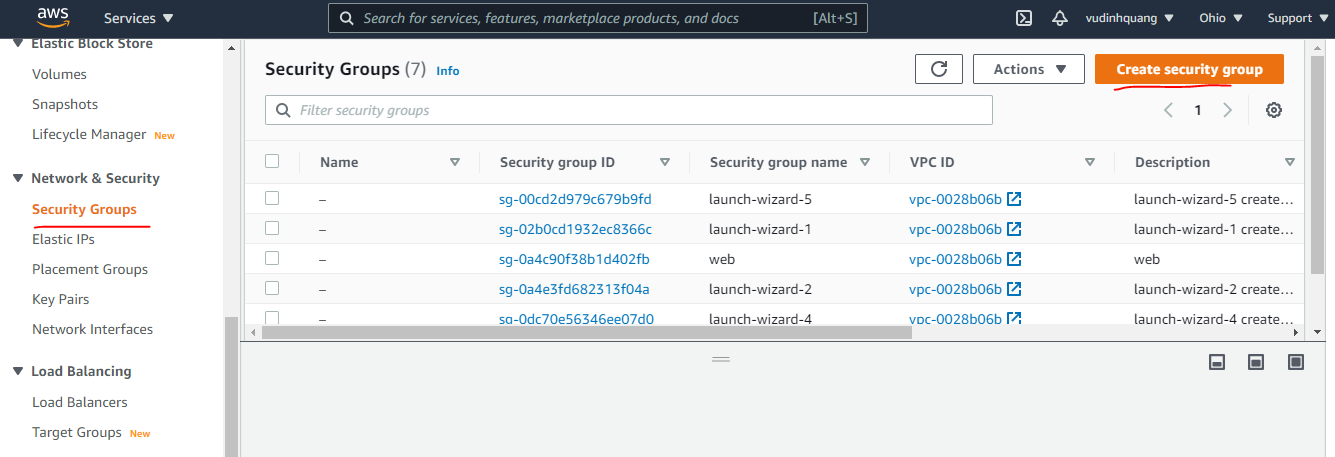 aws Services Search for services, features, marketplace products, and docs [Alt+S] vudinhquang Ohio Support
Elastic Block Store
Volumes
Snapshots
Lifecycle Manager New
Network & Security
Security Groups
Elastic IPs
Placement Groups
Key Pairs
Network Interfaces
Load Balancing
Load Balancers
Target Groups New
Security Groups (7) Info Actions Create security group
Filter security groups 1
Name Security group ID Security group name VPC ID Description
– sg-00cd2d979c679b9fd launch-wizard-5 vpc-0028b06b launch-wizard-5 create...
– sg-02b0cd1932ec8366c launch-wizard-1 vpc-0028b06b launch-wizard-1 create...
– sg-0a4c90f38b1d402fb web vpc-0028b06b web
– sg-0a4e3fd682313f04a launch-wizard-2 vpc-0028b06b launch-wizard-2 create...
– sg-0dc70e56346ee07d0 launch-wizard-4 vpc-0028b06b launch-wizard-4 create...